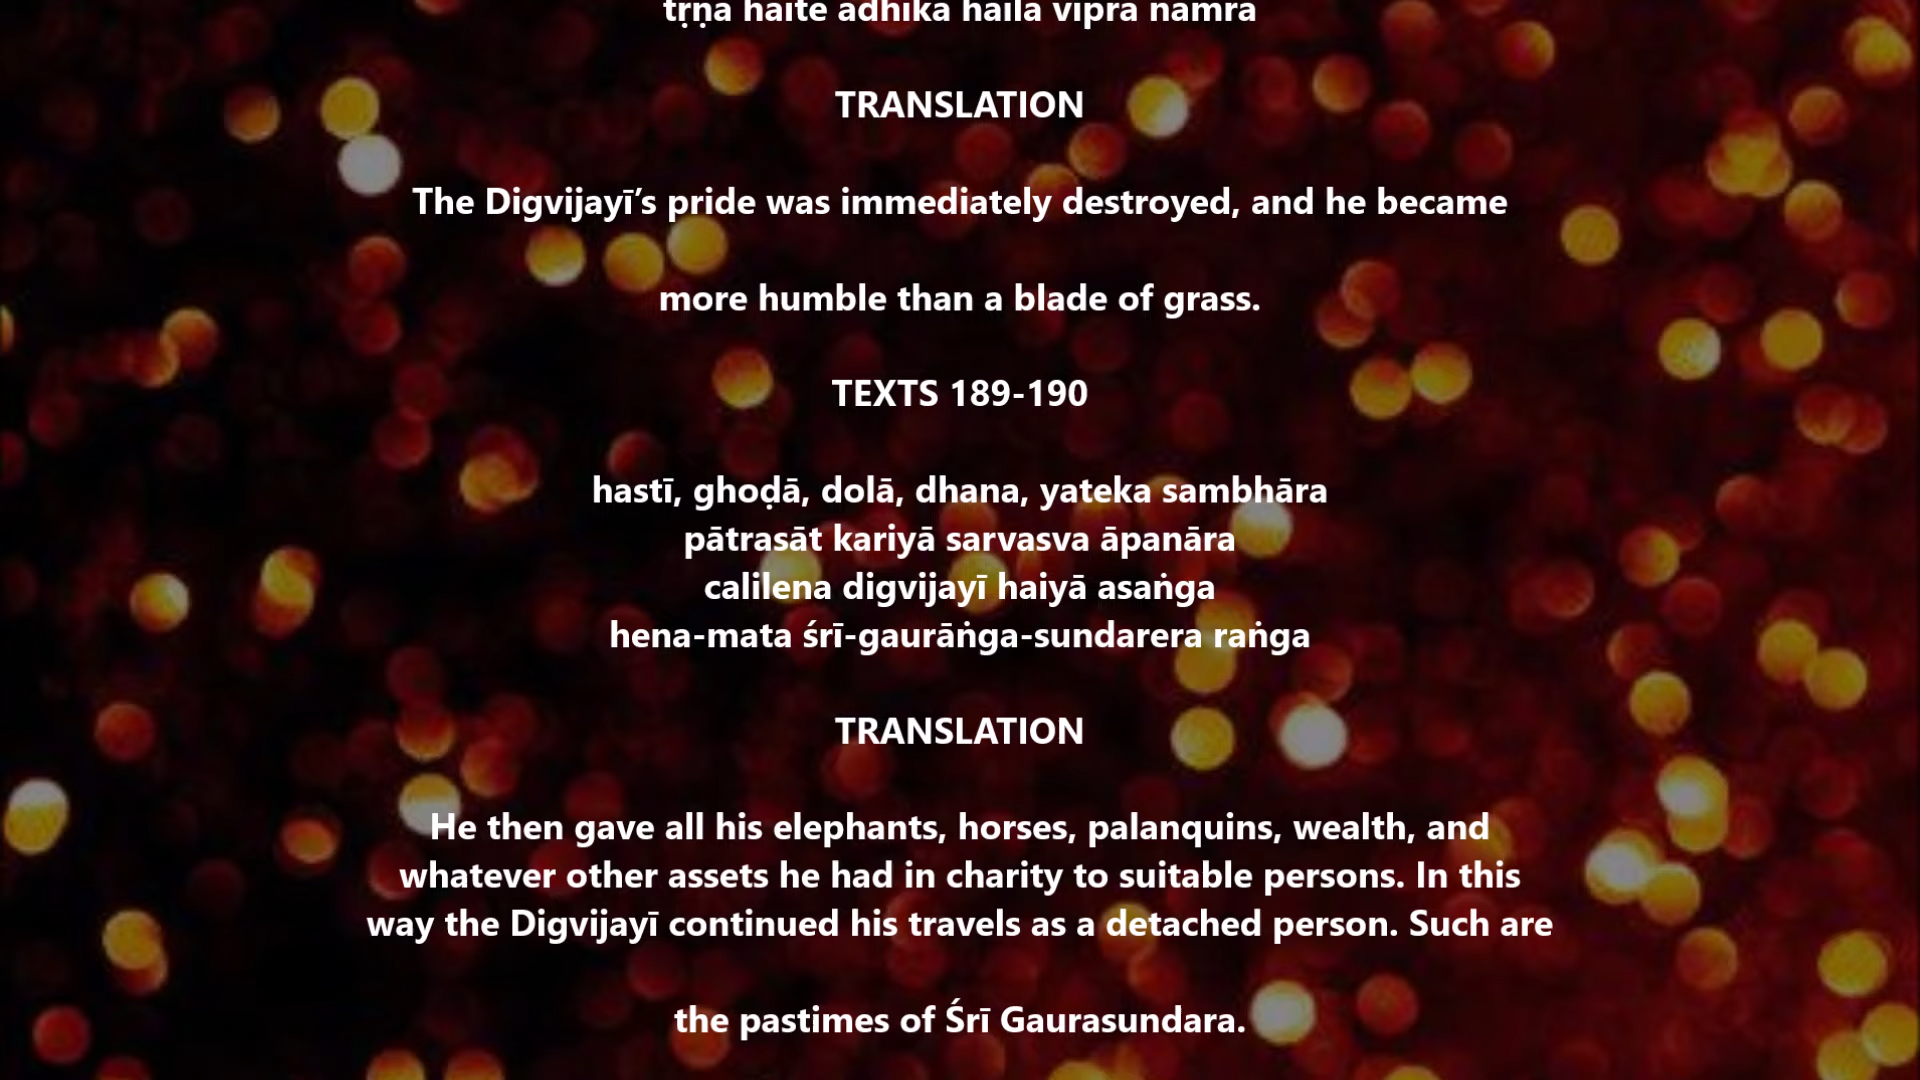 tṛṇa haite adhika haila vipra namra
TRANSLATION
The Digvijayī’s pride was immediately destroyed, and he became
more humble than a blade of grass.
TEXTS 189-190
hastī, ghoḍā, dolā, dhana, yateka sambhāra
pātrasāt kariyā sarvasva āpanāra
calilena digvijayī haiyā asaṅga
hena-mata śrī-gaurāṅga-sundarera raṅga
TRANSLATION
He then gave all his elephants, horses, palanquins, wealth, and
whatever other assets he had in charity to suitable persons. In this
way the Digvijayī continued his travels as a detached person. Such are
the pastimes of Śrī Gaurasundara.